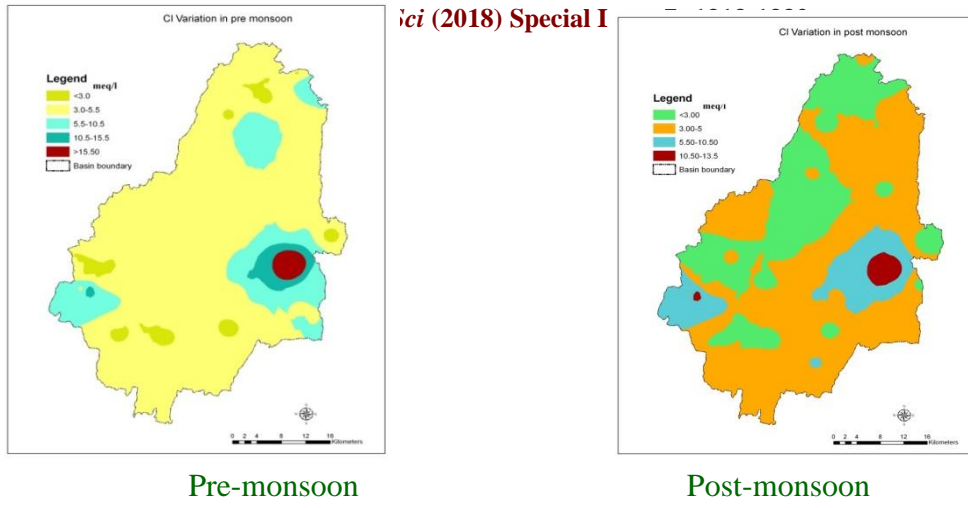 Sci (2018) Special I
Cl Variation in pre monsoon
Legend
meq/l
<3.0
3.0-5.5
5.5-10.5
10.5-15.5
>15.50
Basin boundary
0 2 4 8 12 16
Kilometers
Cl Variation in post monsoon
Legend
meq/l
<3.00
3.00-5
5.50-10.50
10.50-13.5
Basin boundary
0 2 4 8 12 16
Kilometers
Pre-monsoon
Post-monsoon